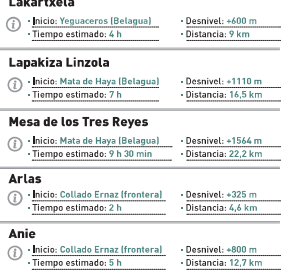 Lakartxela
· Inicio: Yeguaceros (Belagua) · Desnivel: +600 m
· Tiempo estimado: 4 h · Distancia: 9 km
Lapakiza Linzola
· Inicio: Mata de Haya (Belagua) · Desnivel: +1110 m
· Tiempo estimado: 7 h · Distancia: 16,5 km
Mesa de los Tres Reyes
· Inicio: Mata de Haya (Belagua) · Desnivel: +1564 m
· Tiempo estimado: 9 h 30 min · Distancia: 22,2 km
Arlas
· Inicio: Collado Ernaz (frontera) · Desnivel: +325 m
· Tiempo estimado: 2 h · Distancia: 4,6 km
Anie
· Inicio: Collado Ernaz (frontera) · Desnivel: +800 m
· Tiempo estimado: 5 h · Distancia: 12,7 km